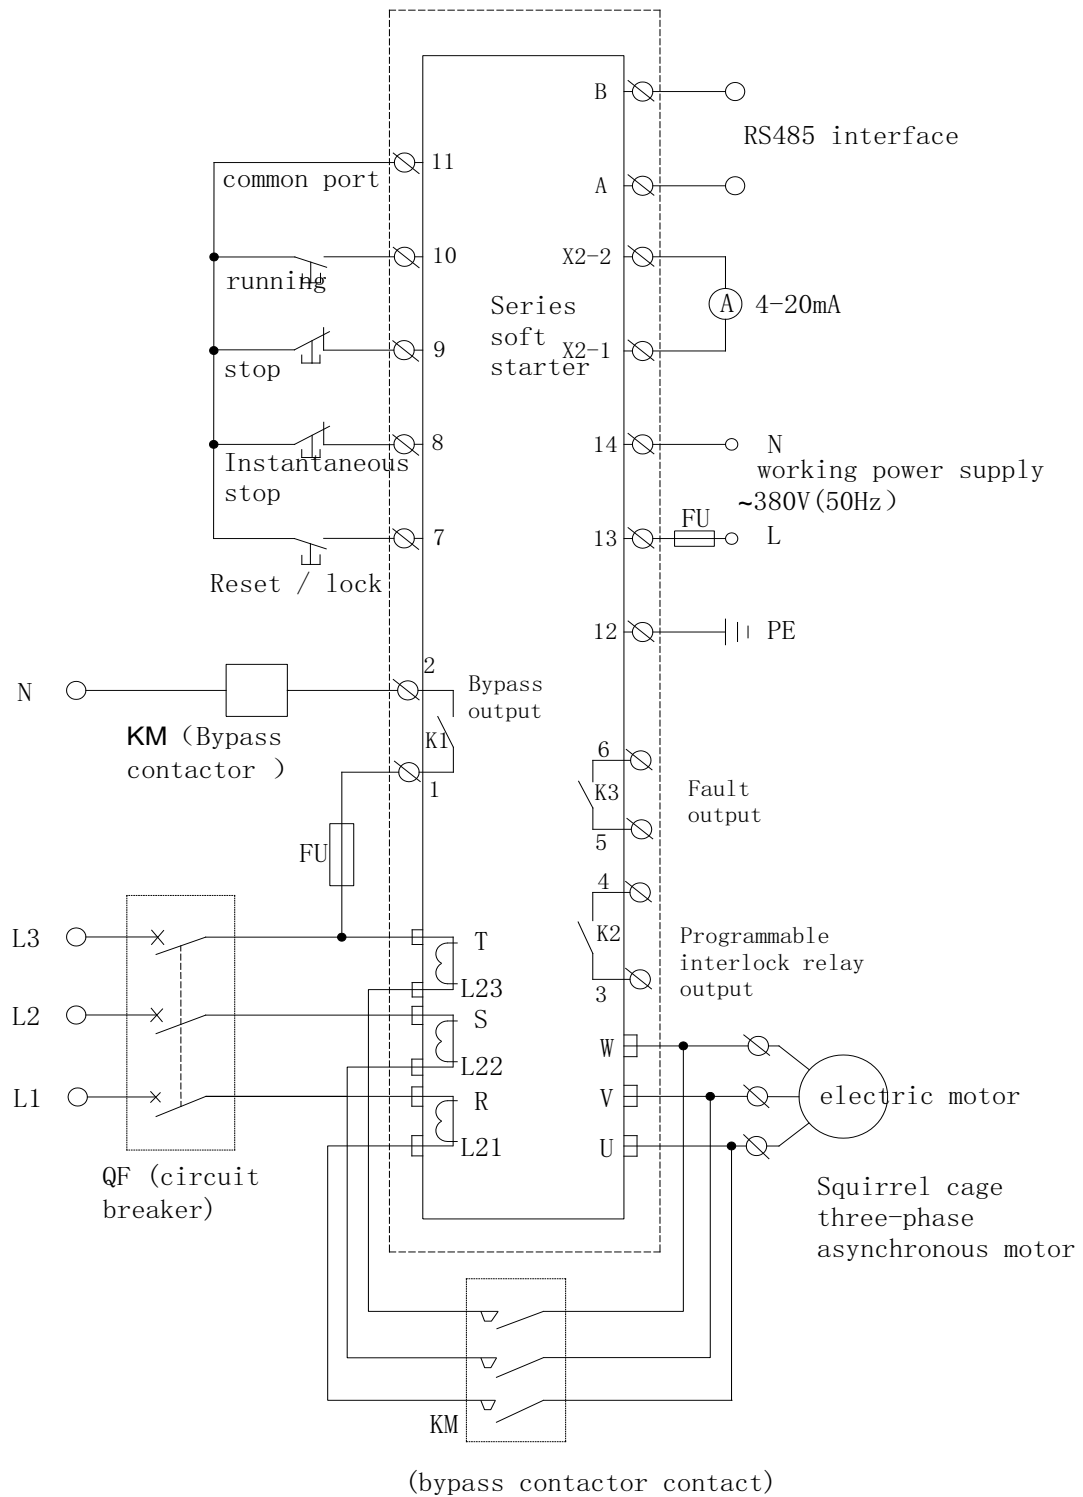 B
RS485 interface
11
common port
A
10
running
X2-2
A
4-20mA
Series
soft
starter
9
stop
X2-1
8
Instantaneous
stop
14
N
working power supply
~380V(50Hz)
FU
13
L
7
Reset / lock
12
PE
2
N
Bypass
output
K1
KM (Bypass
contactor )
1
6
K3
Fault
output
5
FU
4
K2
Programmable
interlock relay
output
3
L3
T
L23
L2
S
L22
L1
R
L21
W
V
U
electric motor
QF (circuit
breaker)
Squirrel cage
three-phase
asynchronous motor
KM
(bypass contactor contact)